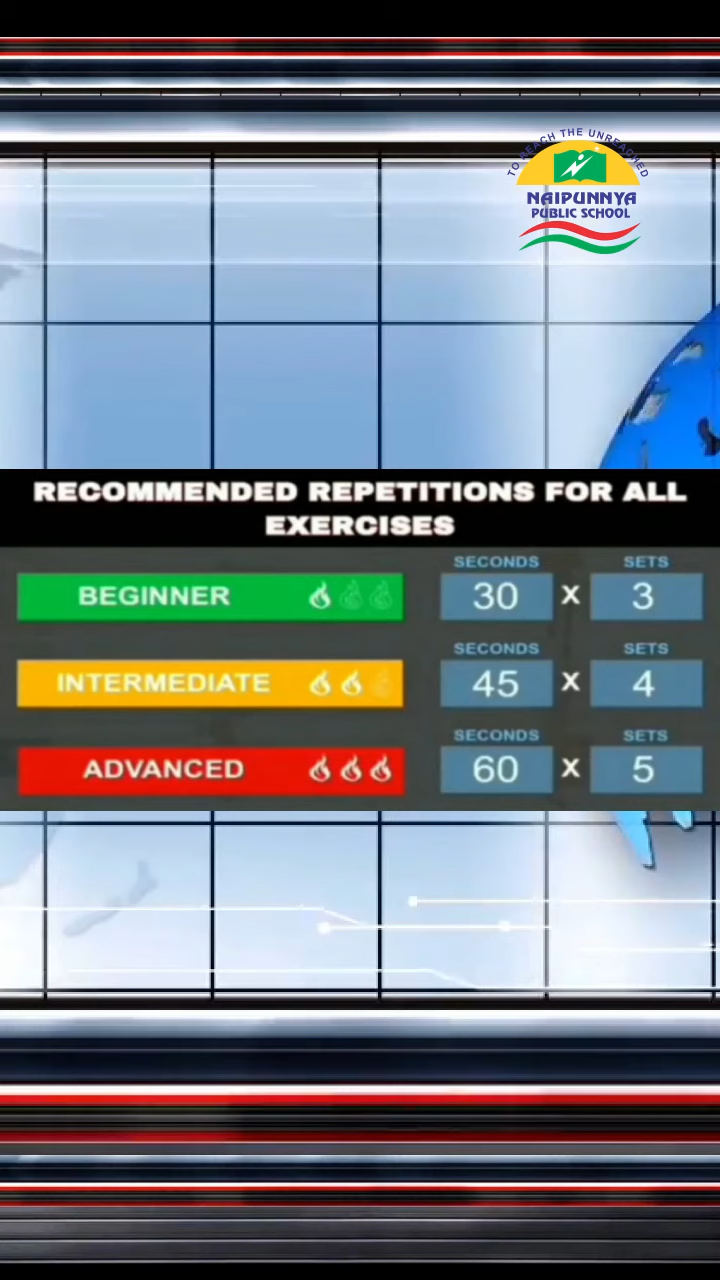 TO REACH THE UNREACHED
NAIPUNNYA
PUBLIC SCHOOL
RECOMMENDED REPETITIONS FOR ALL
EXERCISES
SECONDS SETS
BEGINNER 30 X 3
SECONDS SETS
INTERMEDIATE 45 X 4
SECONDS SETS
ADVANCED 60 X 5